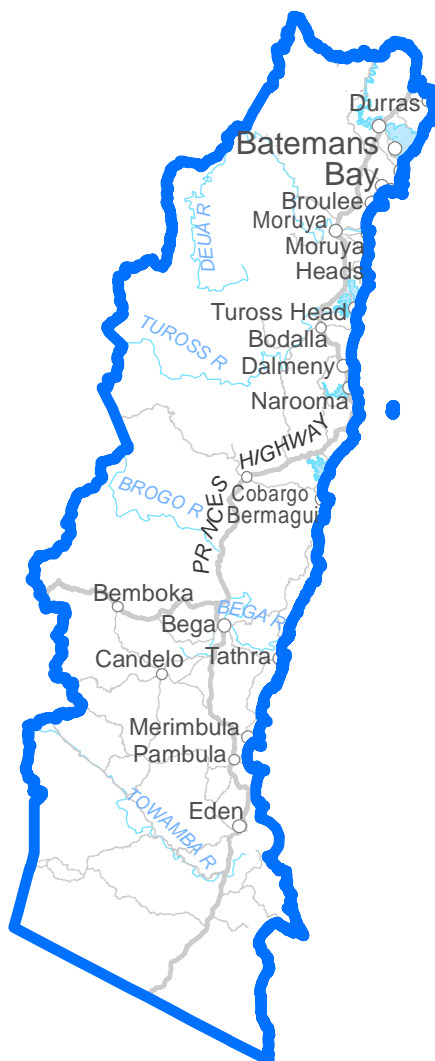 Durras
Batemans
Bay
Broulee
Moruya
DEUA R
Moruya
Heads
Tuross Head
TUROSS R
Bodalla
Dalmeny
Narooma
PRINCES HIGHWAY
BROGO R
Cobargo
Bermagui
Bemboka
BEGA R
Bega
Candelo
Tathra
Merimbula
Pambula
TOWAMBA R
Eden